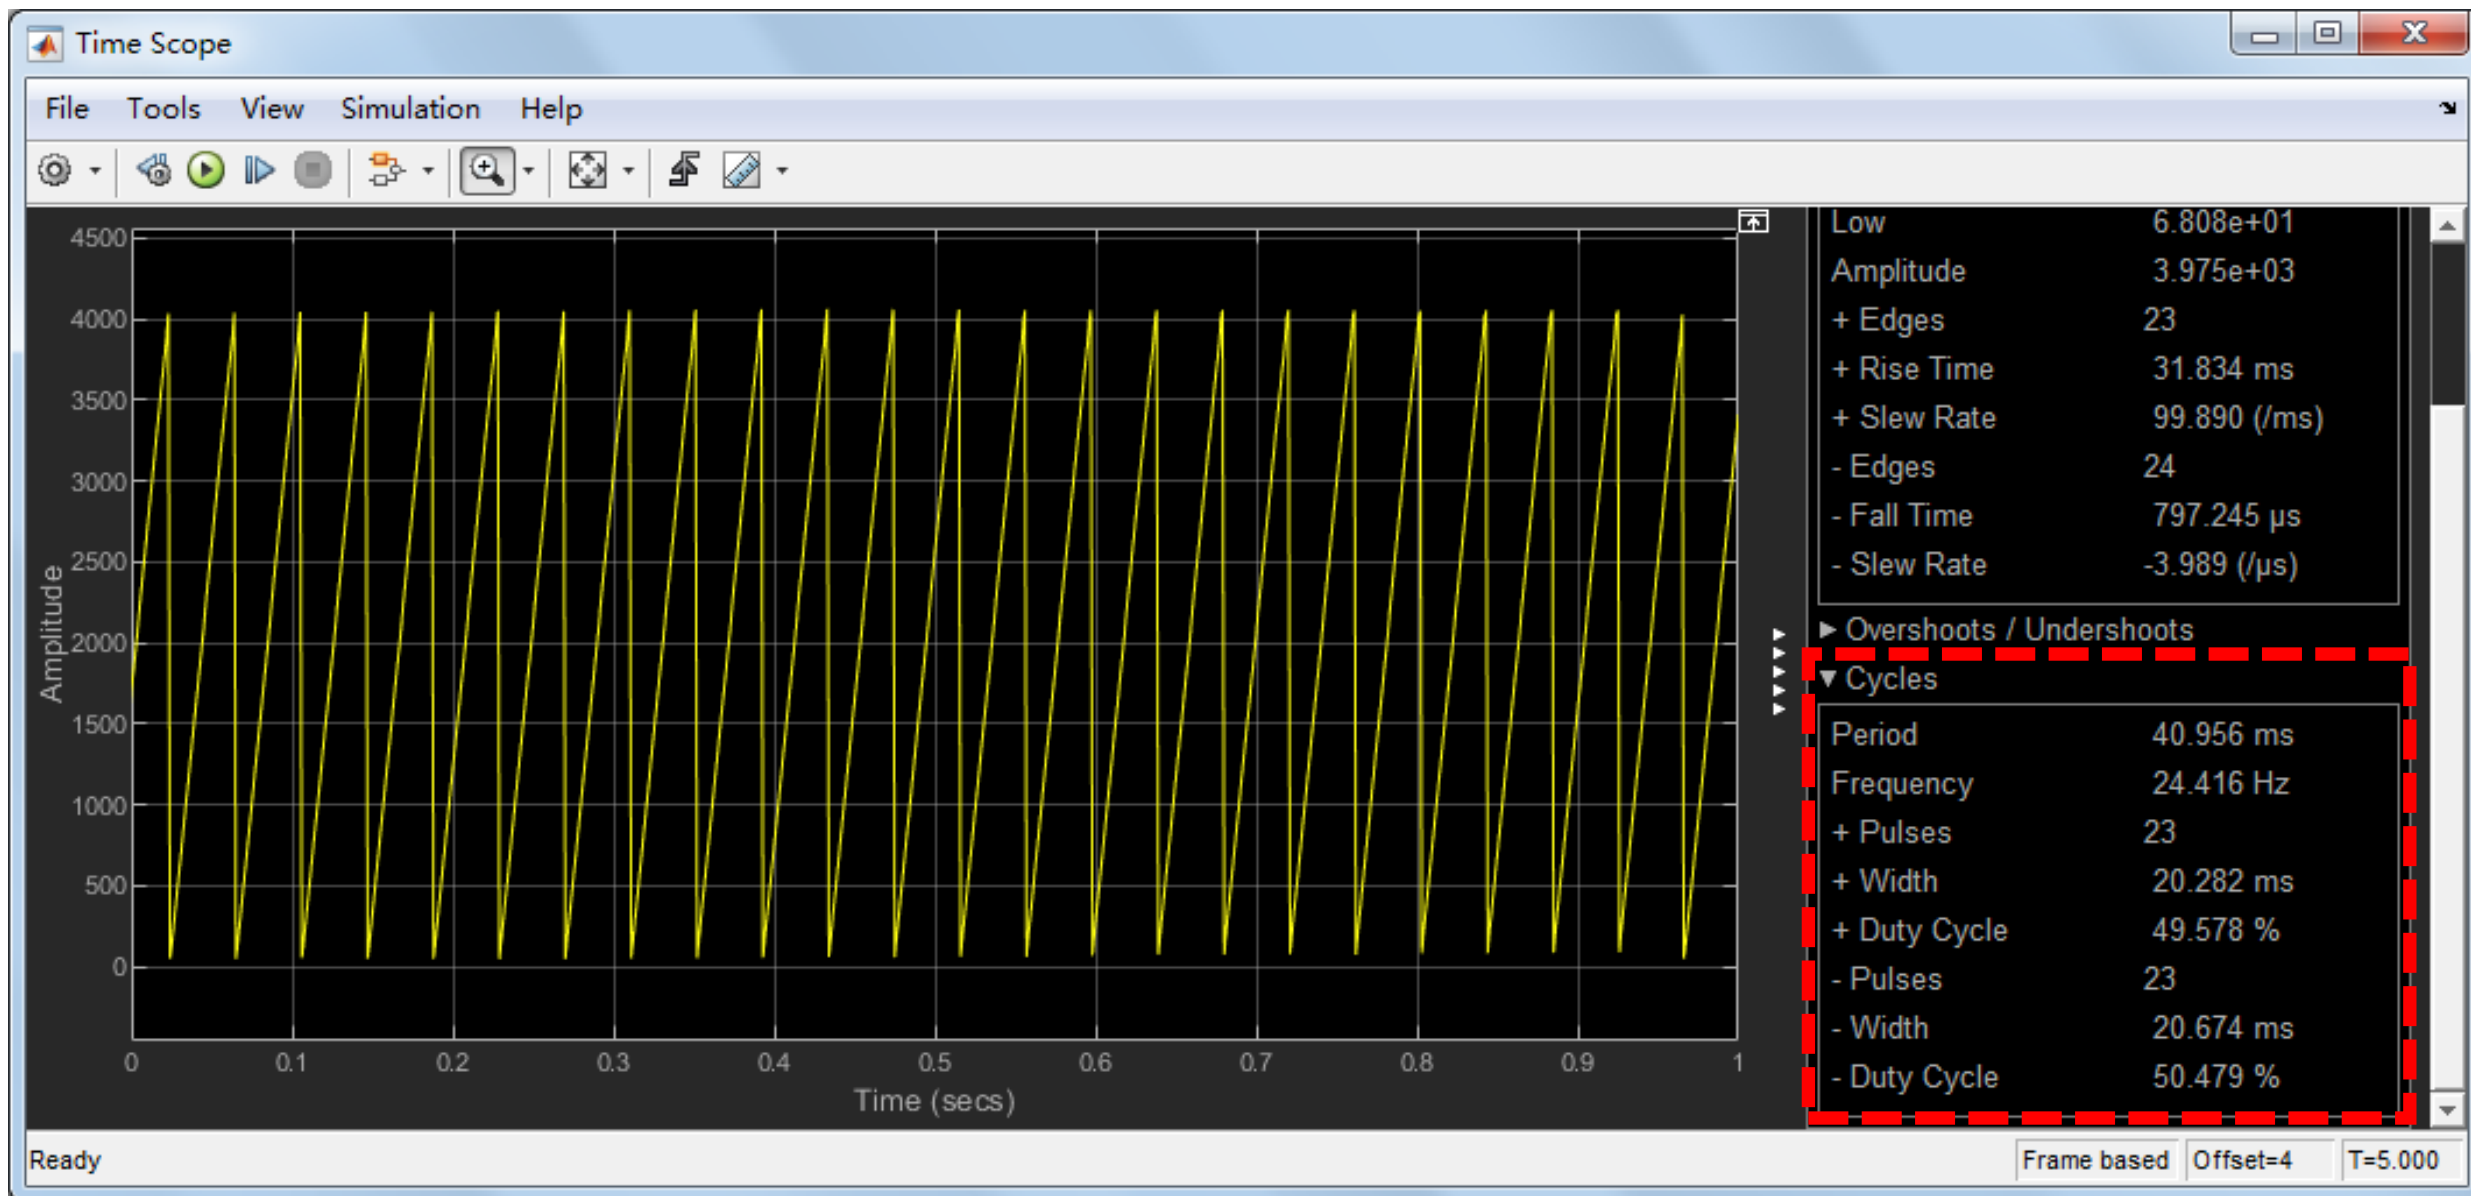 Time Scope
File Tools View Simulation Help
4500
4000
3500
3000
2500
2000
1500
1000
500
0
Amplitude
0 0.1 0.2 0.3 0.4 0.5 0.6 0.7 0.8 0.9 1
Time (secs)
Low 6.808e+01
Amplitude 3.975e+03
+ Edges 23
+ Rise Time 31.834 ms
+ Slew Rate 99.890 (/ms)
- Edges 24
- Fall Time 797.245 µs
- Slew Rate -3.989 (/µs)
Overshoots / Undershoots
Cycles
Period 40.956 ms
Frequency 24.416 Hz
+ Pulses 23
+ Width 20.282 ms
+ Duty Cycle 49.578 %
- Pulses 23
- Width 20.674 ms
- Duty Cycle 50.479 %
Ready
Frame based Offset=4 T=5.000